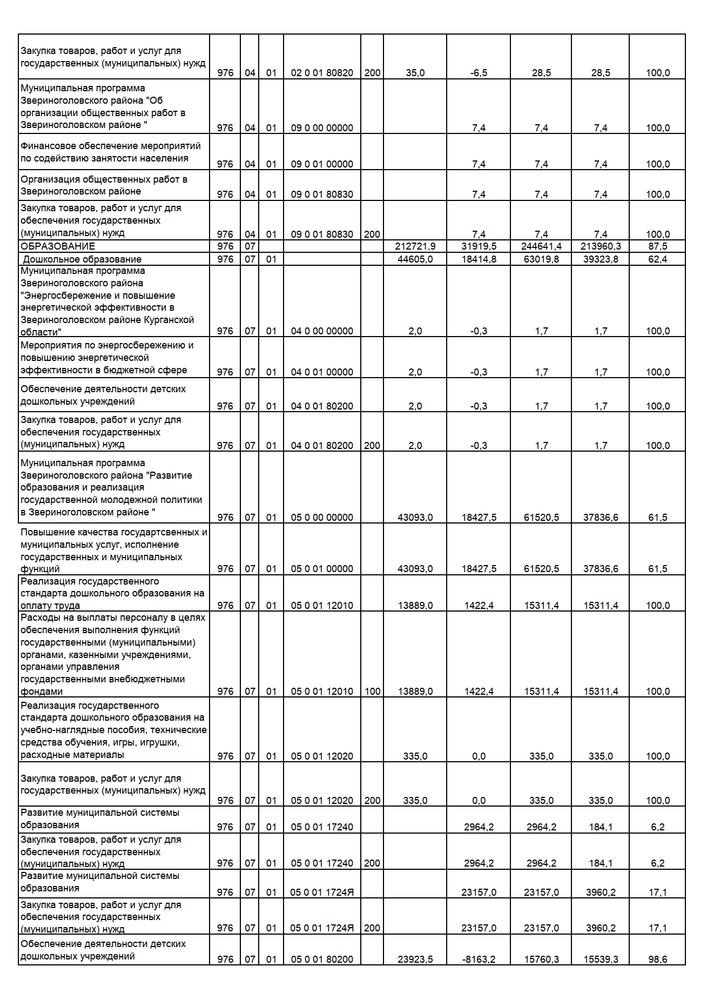 Закупка товаров, работ и услуг для
государственных (муниципальных) нужд
976 04 01 02 0 01 80820 200 35,0 -6,5 28,5 28,5 100,0
Муниципальная программа
Звериноголовского района "Об
организации общественных работ в
Звериноголовском районе "
976 04 01 09 0 00 00000 7,4 7,4 7,4 100,0
Финансовое обеспечение мероприятий
по содействию занятости населения
976 04 01 09 0 01 00000 7,4 7,4 7,4 100,0
Организация общественных работ в
Звериноголовском районе
976 04 01 09 0 01 80830 7,4 7,4 7,4 100,0
Закупка товаров, работ и услуг для
обеспечения государственных
(муниципальных) нужд 976 04 01 09 0 01 80830 200 7,4 7,4 7,4 100,0
ОБРАЗОВАНИЕ 976 07 212721,9 31919,5 244641,4 213960,3 87,5
Дошкольное образование 976 07 01 44605,0 18414,8 63019,8 39323,8 62,4
Муниципальная программа
Звериноголовского района
"Энергосбережение и повышение
энергетической эффективности в
Звериноголовском районе Курганской
области" 976 07 01 04 0 00 00000 2,0 -0,3 1,7 1,7 100,0
Мероприятия по энергосбережению и
повышению энергетической
эффективности в бюджетной сфере 976 07 01 04 0 01 00000 2,0 -0,3 1,7 1,7 100,0
Обеспечение деятельности детских
дошкольных учреждений
976 07 01 04 0 01 80200 2,0 -0,3 1,7 1,7 100,0
Закупка товаров, работ и услуг для
обеспечения государственных
(муниципальных) нужд 976 07 01 04 0 01 80200 200 2,0 -0,3 1,7 1,7 100,0
Муниципальная программа
Звериноголовского района "Развитие
образования и реализация
государственной молодежной политики
в Звериноголовском районе "
976 07 01 05 0 00 00000 43093,0 18427,5 61520,5 37836,6 61,5
Повышение качества государтсвенных и
муниципальных услуг, исполнение
государственных и муниципальных
функций 976 07 01 05 0 01 00000 43093,0 18427,5 61520,5 37836,6 61,5
Реализация государственного
стандарта дошкольного образования на
оплату труда 976 07 01 05 0 01 12010 13889,0 1422,4 15311,4 15311,4 100,0
Расходы на выплаты персоналу в целях
обеспечения выполнения функций
государственными (муниципальными)
органами, казенными учреждениями,
органами управления
государственными внебюджетными
фондами 976 07 01 05 0 01 12010 100 13889,0 1422,4 15311,4 15311,4 100,0
Реализация государственного
стандарта дошкольного образования на
учебно-наглядные пособия, технические
средства обучения, игры, игрушки,
расходные материалы 976 07 01 05 0 01 12020 335,0 0,0 335,0 335,0 100,0
Закупка товаров, работ и услуг для
государственных (муниципальных) нужд
976 07 01 05 0 01 12020 200 335,0 0,0 335,0 335,0 100,0
Развитие муниципальной системы
образования 976 07 01 05 0 01 17240 2964,2 2964,2 184,1 6,2
Закупка товаров, работ и услуг для
обеспечения государственных
(муниципальных) нужд 976 07 01 05 0 01 17240 200 2964,2 2964,2 184,1 6,2
Развитие муниципальной системы
образования 976 07 01 05 0 01 1724Я 23157,0 23157,0 3960,2 17,1
Закупка товаров, работ и услуг для
обеспечения государственных
(муниципальных) нужд 976 07 01 05 0 01 1724Я 200 23157,0 23157,0 3960,2 17,1
Обеспечение деятельности детских
дошкольных учреждений 976 07 01 05 0 01 80200 23923,5 -8163,2 15760,3 15539,3 98,6